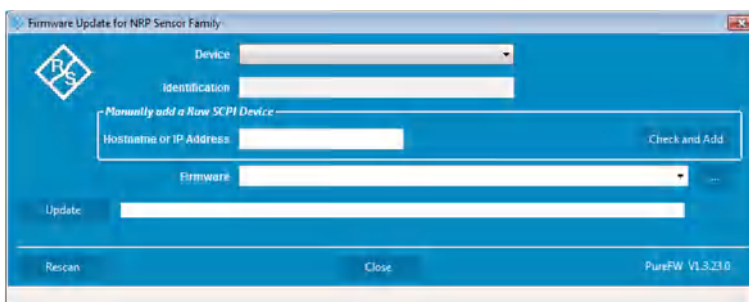 Firmware Update for NRP Sensor Family
R/S
Device
Identification
Manually add a Raw SCPI Device
Hostname or IP Address
Check and Add
Firmware
...
Update
Rescan
Close
PureFW V1.3.23.0